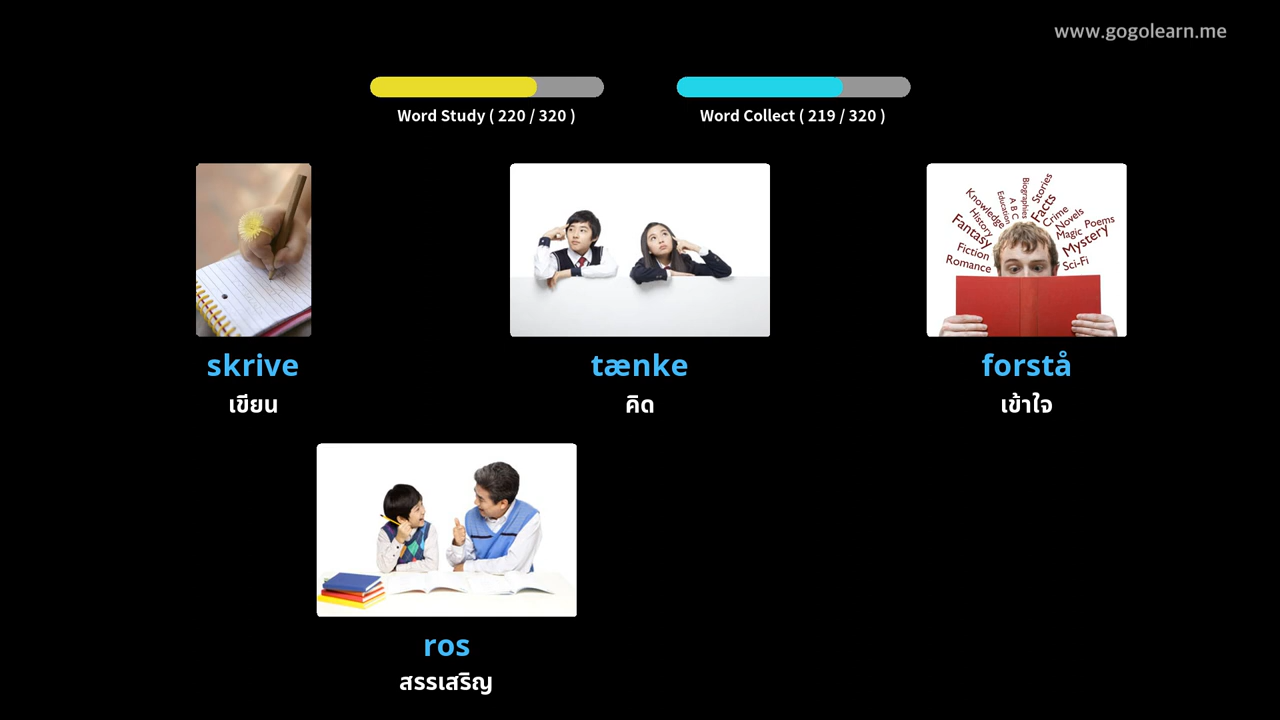 www.gogolearn.me
Word Study ( 220 / 320 )
Word Collect ( 219 / 320 )
Stories
Biographies
Facts
A B C
Education
Crime
Knowledge
Novels
History
Magic
Poems
Fantasy
Mystery
Fiction
Sci-Fi
Romance
skrive
เขียน
tænke
คิด
forstå
เข้าใจ
ros
สรรเสริญ